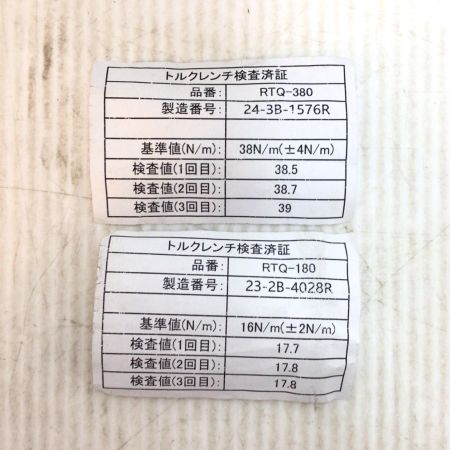 トルクレンチ検査済証
品番: RTQ-380
製造番号: 24-3B-1576R
基準値(N/m): 38N/m(±4N/m)
検査値(1回目): 38.5
検査値(2回目): 38.7
検査値(3回目): 39
トルクレンチ検査済証
品番: RTQ-180
製造番号: 23-2B-4028R
基準値(N/m): 16N/m(±2N/m)
検査値(1回目): 17.7
検査値(2回目): 17.8
検査値(3回目): 17.8